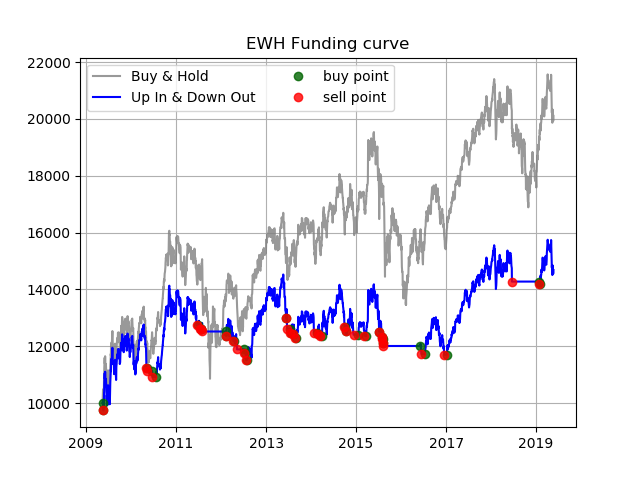 EWH Funding curve
Buy & Hold
Up In & Down Out
buy point
sell point
22000
20000
18000
16000
14000
12000
10000
2009
2011
2013
2015
2017
2019